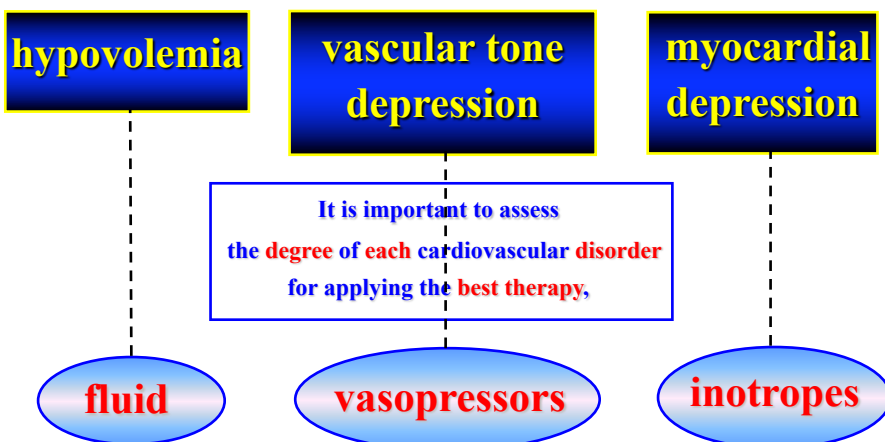 hypovolemia
vascular tone
depression
myocardial
depression
It is important to assess
the degree of each cardiovascular disorder
for applying the best therapy,
fluid
vasopressors
inotropes